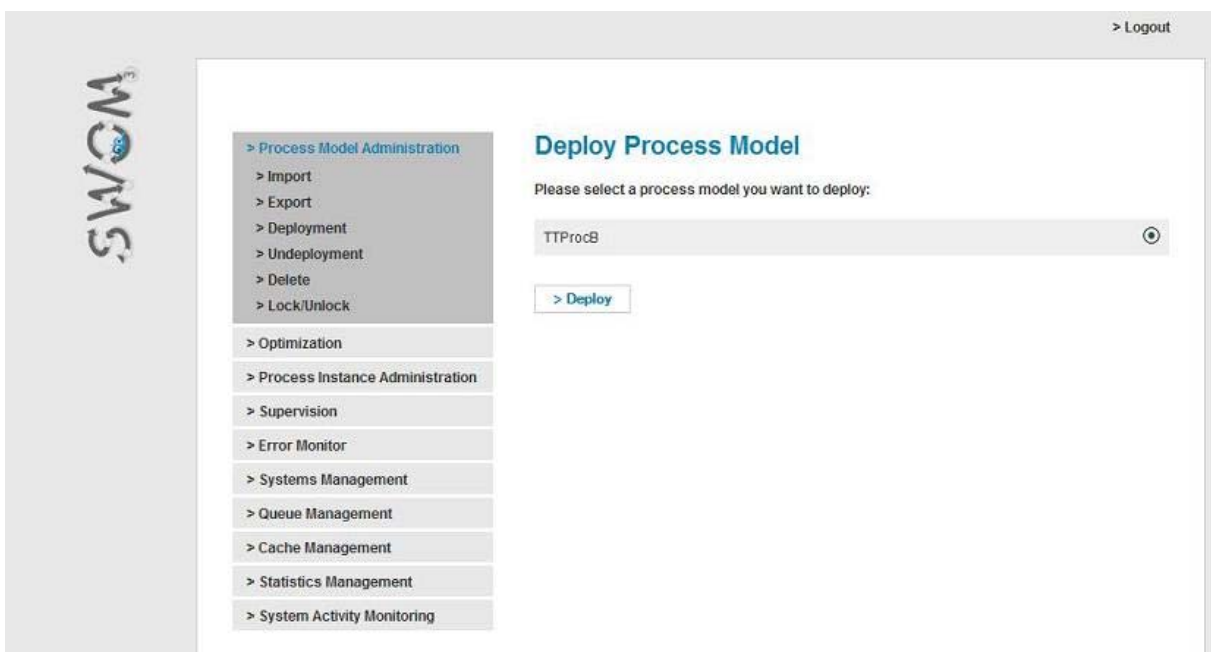 > Logout
SWoM³
> Process Model Administration
> Import
> Export
> Deployment
> Undeployment
> Delete
> Lock/Unlock
> Optimization
> Process Instance Administration
> Supervision
> Error Monitor
> Systems Management
> Queue Management
> Cache Management
> Statistics Management
> System Activity Monitoring
Deploy Process Model
Please select a process model you want to deploy:
TTProcB
> Deploy